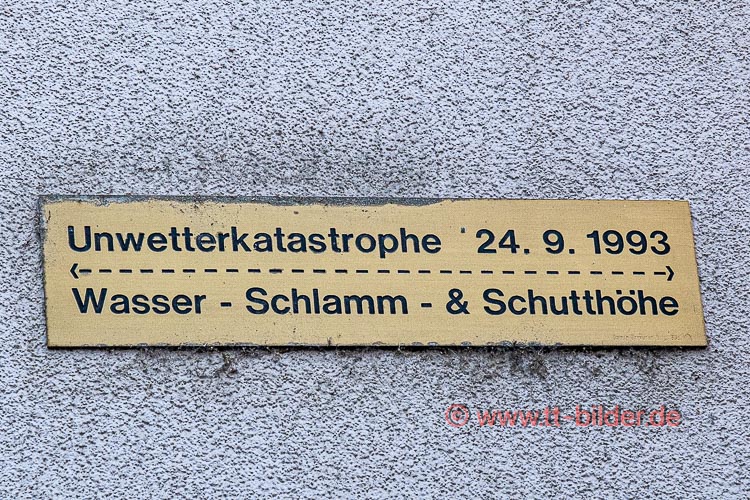 Unwetterkatastrophe 24. 9. 1993
Wasser - Schlamm - & Schutthöhe
© www.tt-bilder.de